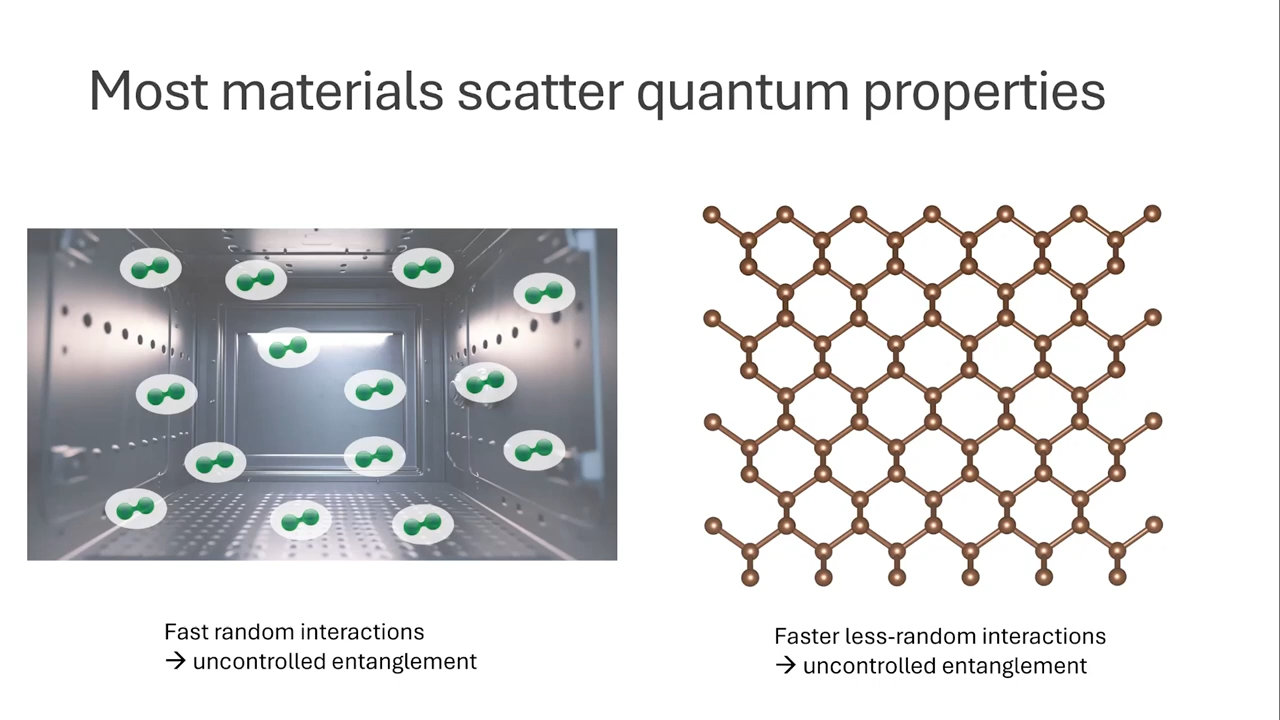 Most materials scatter quantum properties
Fast random interactions
→ uncontrolled entanglement
Faster less-random interactions
→ uncontrolled entanglement